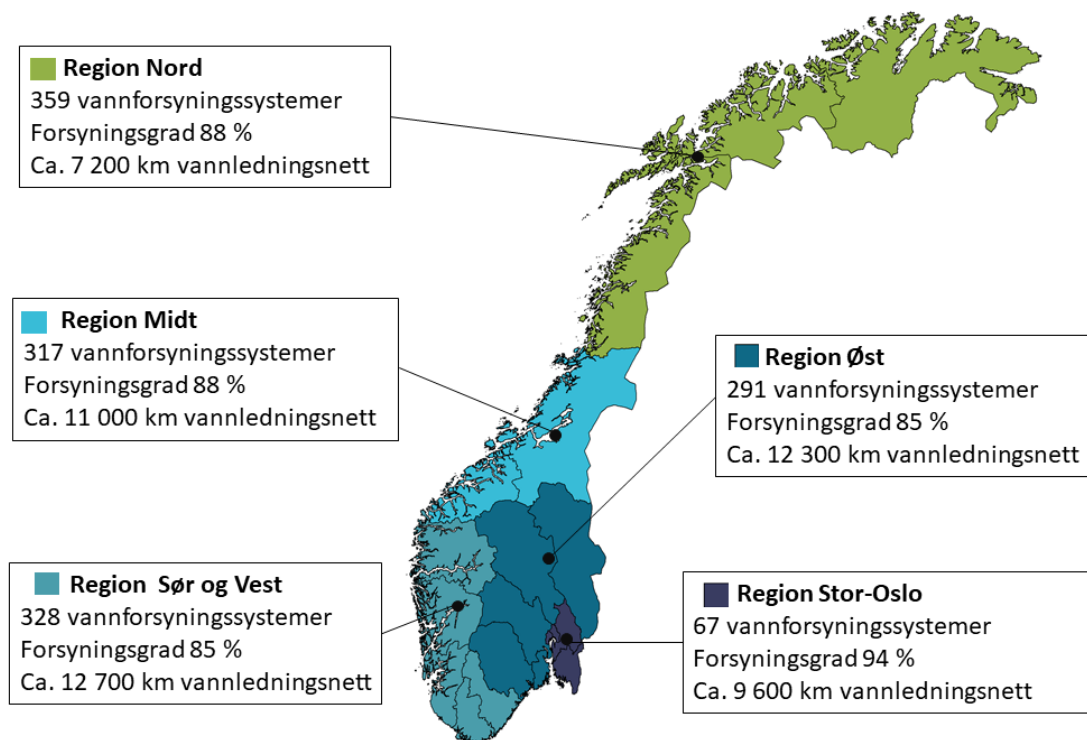 Region Nord
359 vannforsyningssystemer
Forsyningsgrad 88 %
Ca. 7 200 km vannledningsnett
Region Midt
317 vannforsyningssystemer
Forsyningsgrad 88 %
Ca. 11 000 km vannledningsnett
Region Øst
291 vannforsyningssystemer
Forsyningsgrad 85 %
Ca. 12 300 km vannledningsnett
Region Sør og Vest
328 vannforsyningssystemer
Forsyningsgrad 85 %
Ca. 12 700 km vannledningsnett
Region Stor-Oslo
67 vannforsyningssystemer
Forsyningsgrad 94 %
Ca. 9 600 km vannledningsnett